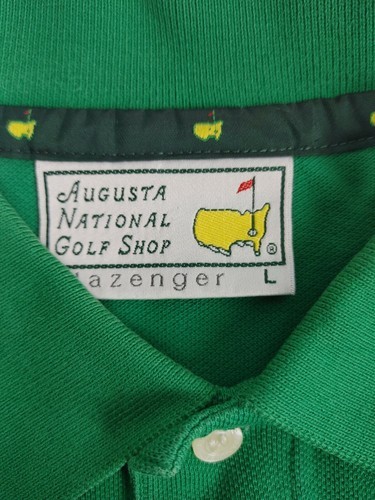 AUGUSTA
NATIONAL
GOLF SHOP
®
lazenger L